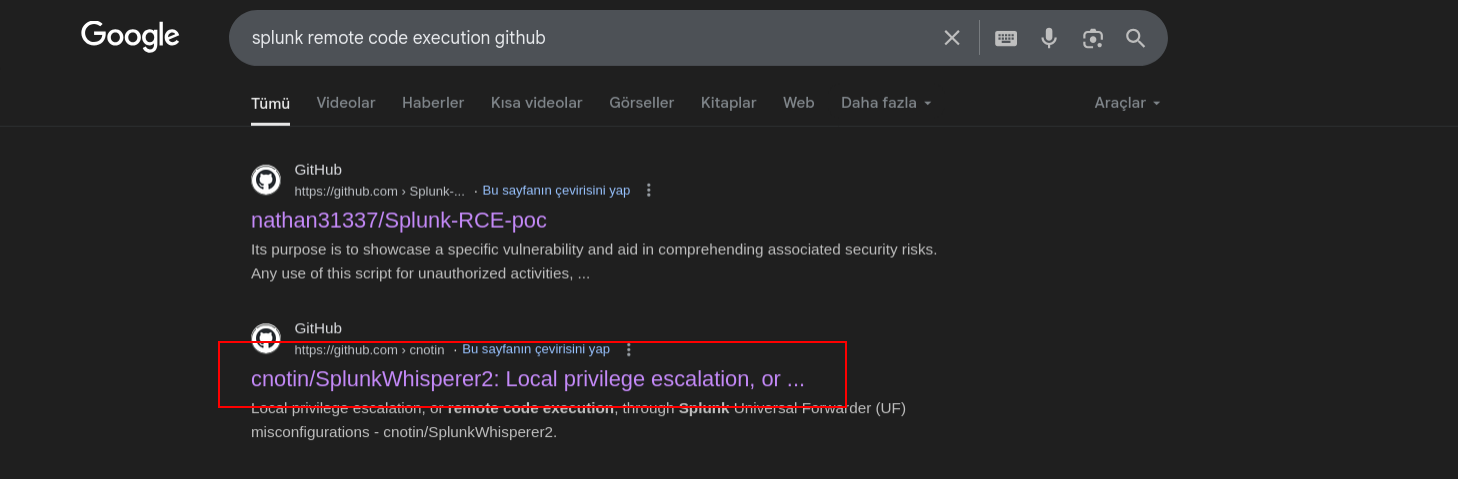 Google
splunk remote code execution github
Tümü Videolar Haberler Kısa videolar Görseller Kitaplar Web Daha fazla Araçlar
GitHub
https://github.com › Splunk-... · Bu sayfanın çevirisini yap
nathan31337/Splunk-RCE-poc
Its purpose is to showcase a specific vulnerability and aid in comprehending associated security risks.
Any use of this script for unauthorized activities, ...
GitHub
https://github.com › cnotin · Bu sayfanın çevirisini yap
cnotin/SplunkWhisperer2: Local privilege escalation, or ...
Local privilege escalation, or remote code execution, through Splunk Universal Forwarder (UF)
misconfigurations - cnotin/SplunkWhisperer2.